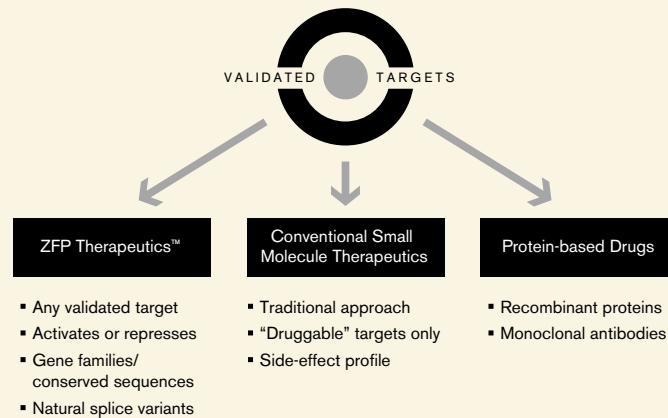 VALIDATED TARGETS
ZFP Therapeutics™
▪ Any validated target
▪ Activates or represses
▪ Gene families/
conserved sequences
▪ Natural splice variants
Conventional Small
Molecule Therapeutics
▪ Traditional approach
▪ “Druggable” targets only
▪ Side-effect profile
Protein-based Drugs
▪ Recombinant proteins
▪ Monoclonal antibodies